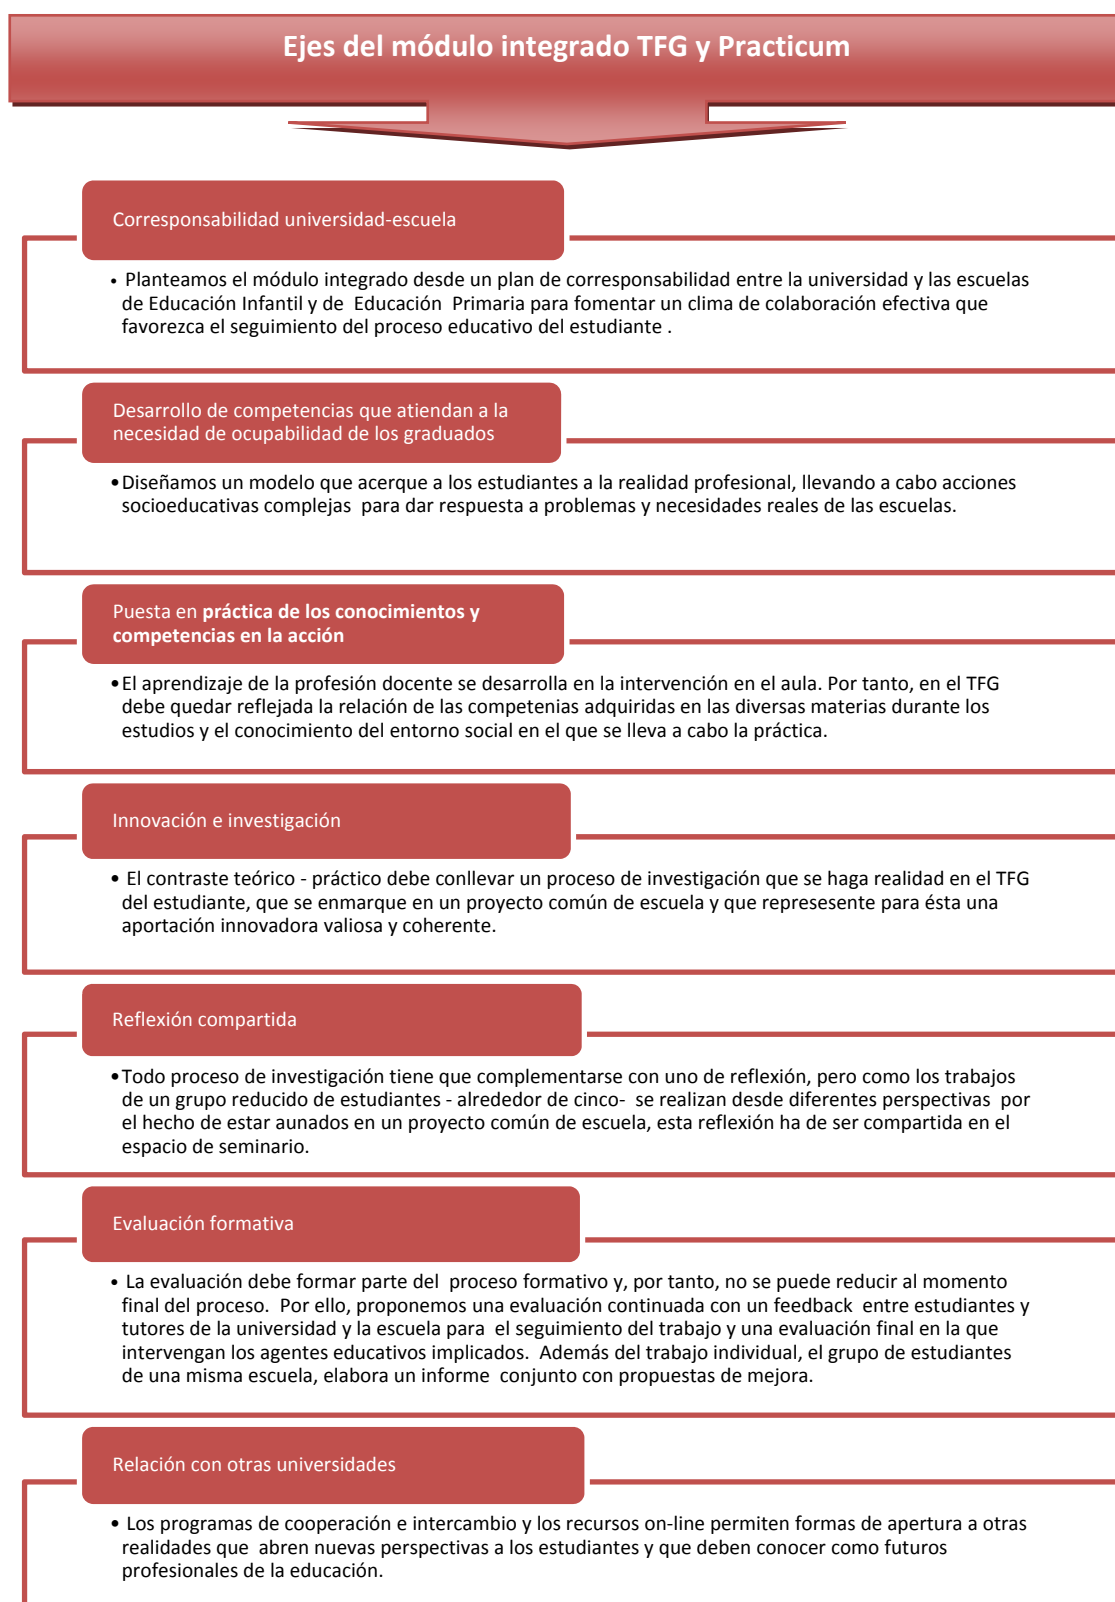 Ejes del módulo integrado TFG y Practicum
Corresponsabilidad universidad-escuela
• Planteamos el módulo integrado desde un plan de corresponsabilidad entre la universidad y las escuelas
de Educación Infantil y de Educación Primaria para fomentar un clima de colaboración efectiva que
favorezca el seguimiento del proceso educativo del estudiante .
Desarrollo de competencias que atiendan a la
necesidad de ocupabilidad de los graduados
•Diseñamos un modelo que acerque a los estudiantes a la realidad profesional, llevando a cabo acciones
socioeducativas complejas para dar respuesta a problemas y necesidades reales de las escuelas.
Puesta en práctica de los conocimientos y
competencias en la acción
•El aprendizaje de la profesión docente se desarrolla en la intervención en el aula. Por tanto, en el TFG
debe quedar reflejada la relación de las competenias adquiridas en las diversas materias durante los
estudios y el conocimiento del entorno social en el que se lleva a cabo la práctica.
Innovación e investigación
• El contraste teórico - práctico debe conllevar un proceso de investigación que se haga realidad en el TFG
del estudiante, que se enmarque en un proyecto común de escuela y que represesente para ésta una
aportación innovadora valiosa y coherente.
Reflexión compartida
•Todo proceso de investigación tiene que complementarse con uno de reflexión, pero como los trabajos
de un grupo reducido de estudiantes - alrededor de cinco- se realizan desde diferentes perspectivas por
el hecho de estar aunados en un proyecto común de escuela, esta reflexión ha de ser compartida en el
espacio de seminario.
Evaluación formativa
• La evaluación debe formar parte del proceso formativo y, por tanto, no se puede reducir al momento
final del proceso. Por ello, proponemos una evaluación continuada con un feedback entre estudiantes y
tutores de la universidad y la escuela para el seguimiento del trabajo y una evaluación final en la que
intervengan los agentes educativos implicados. Además del trabajo individual, el grupo de estudiantes
de una misma escuela, elabora un informe conjunto con propuestas de mejora.
Relación con otras universidades
• Los programas de cooperación e intercambio y los recursos on-line permiten formas de apertura a otras
realidades que abren nuevas perspectivas a los estudiantes y que deben conocer como futuros
profesionales de la educación.